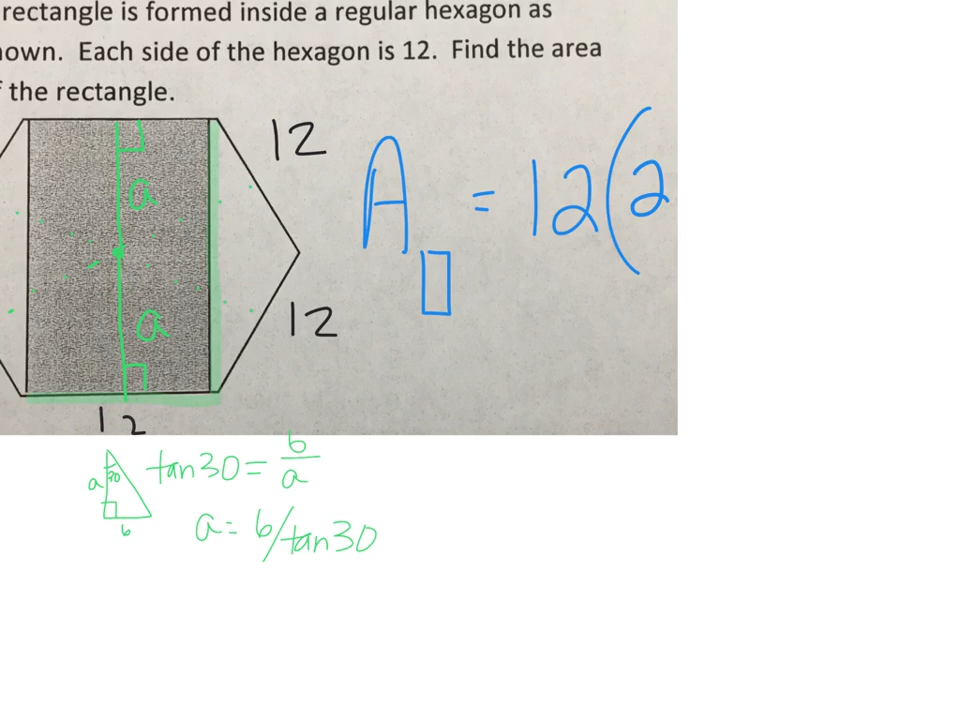 rectangle is formed inside a regular hexagon as
own. Each side of the hexagon is 12. Find the area
the rectangle.
12
A = 12(2
a
a
12
12
a 30 tan30 = 6/a
6
a = 6/tan30